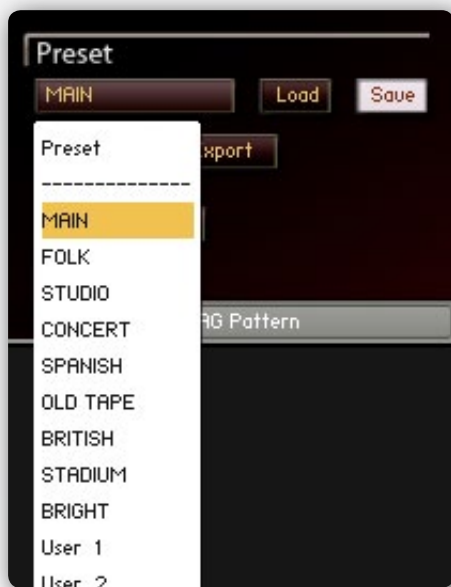 Preset
MAIN Load Save
Preset
xport
--------------
MAIN
FOLK
STUDIO
CONCERT
AG Pattern
SPANISH
OLD TAPE
BRITISH
STADIUM
BRIGHT
User 1
User 2